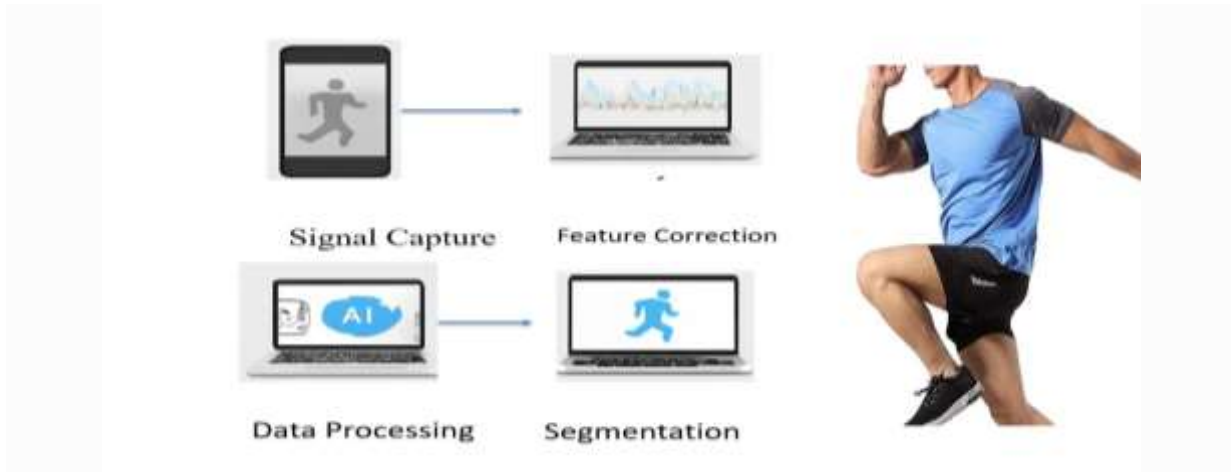 Signal Capture
Feature Correction
AI
Data Processing
Segmentation